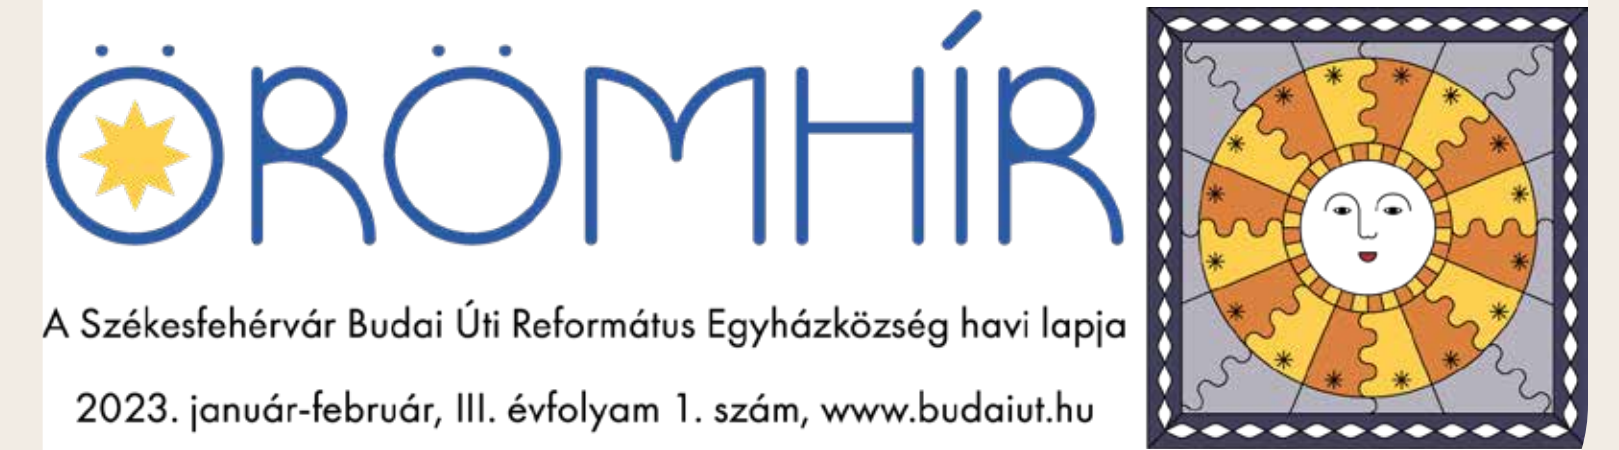 ÖRÖMHÍR
A Székesfehérvár Budai Úti Református Egyházközség havi lapja
2023. január-február, III. évfolyam 1. szám, www.budaiut.hu